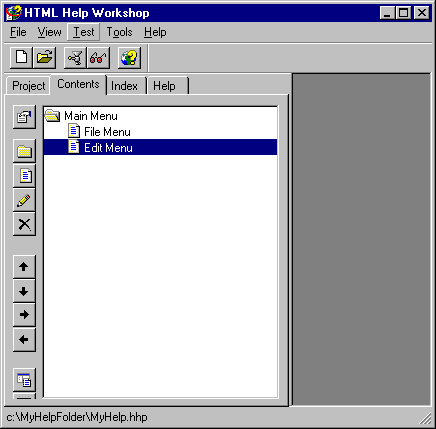 HTML Help Workshop
File View Test Tools Help
Project Contents Index Help
Main Menu
File Menu
Edit Menu
c:\MyHelpFolder\MyHelp.hhp